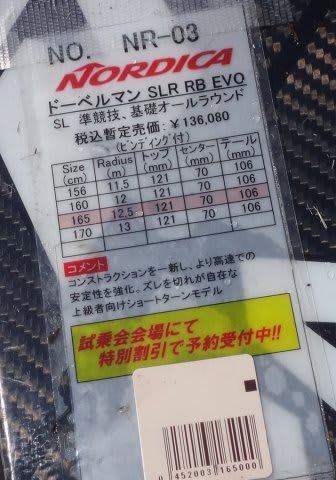 NO. NR-03
NORDICA
ドーベルマン SLR RB EVO
SL 準競技、基礎オールラウンド
税込暫定売価：￥136,080
(ビンディング付)
Size (cm) Radius (m) トップ (mm) センター (mm) テール (mm)
156 11.5 121 70 106
160 12 121 70 106
165 12.5 121 70 106
170 13 121 70 106
コメント
コンストラクションを一新し、より高速での
安定性を強化。ズレも切れが自在な
上級者向けショートターンモデル
試乗会会場にて
特別割引で予約受付中!!
0 452003 165000